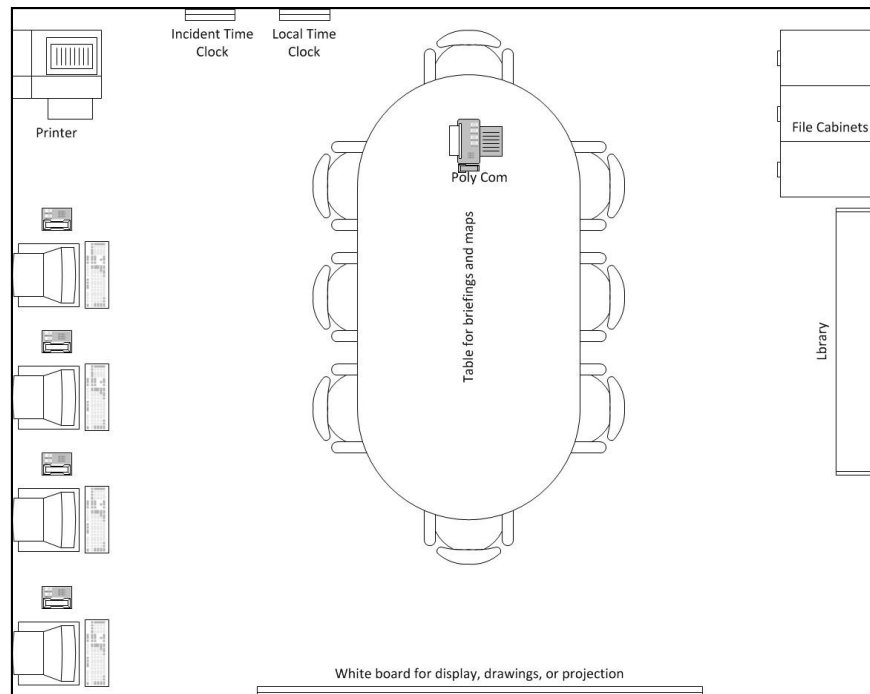 Incident Time
Clock
Local Time
Clock
Printer
File Cabinets
Poly Com
Table for briefings and maps
Lbrary
White board for display, drawings, or projection